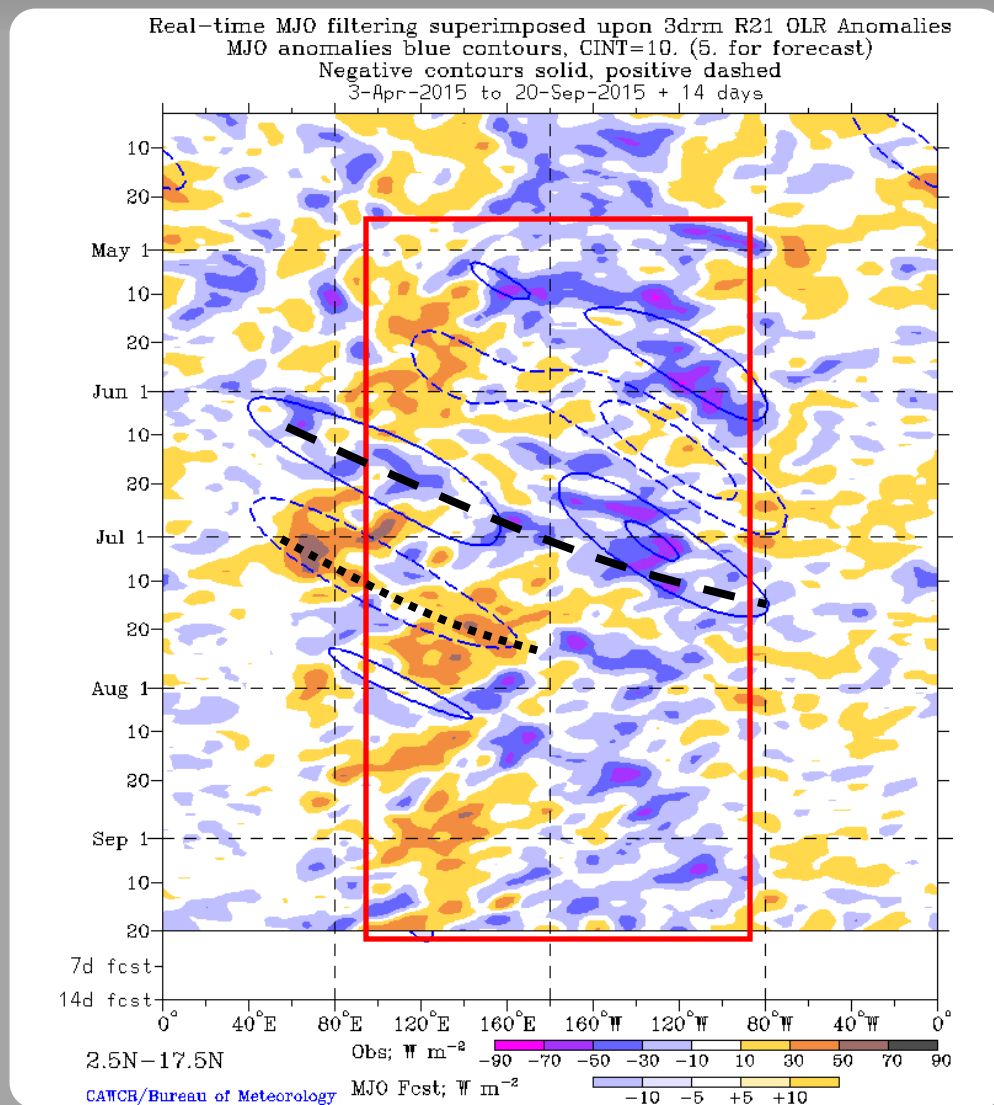 Real-time MJO filtering superimposed upon 3drm R21 OLR Anomalies
MJO anomalies blue contours, CINT=10. (5. for forecast)
Negative contours solid, positive dashed
3-Apr-2015 to 20-Sep-2015 + 14 days
10
20
May 1
10
20
Jun 1
10
20
Jul 1
10
20
Aug 1
10
20
Sep 1
10
20
7d fcst
14d fcst
0° 40°E 80°E 120°E 160°E 160°W 120°W 80°W 40°W 0°
2.5N-17.5N
Obs; W m⁻²
-90 -70 -50 -30 -10 10 30 50 70 90
CAWCR/Bureau of Meteorology
MJO Fcst; W m⁻²
-10 -5 +5 +10